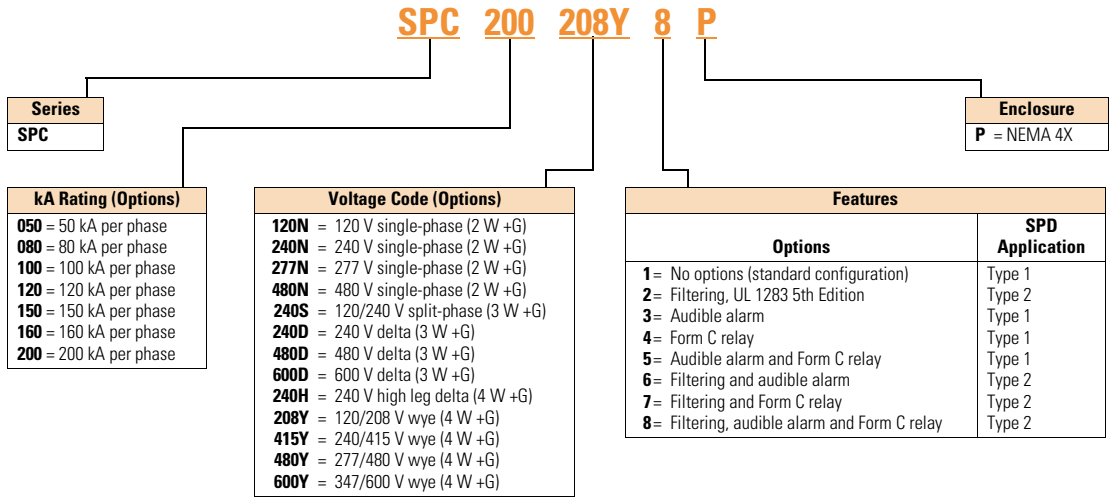 SPC 200 208Y 8 P
Series
SPC
Enclosure
P = NEMA 4X
kA Rating (Options)
050 = 50 kA per phase
080 = 80 kA per phase
100 = 100 kA per phase
120 = 120 kA per phase
150 = 150 kA per phase
160 = 160 kA per phase
200 = 200 kA per phase
Voltage Code (Options)
120N = 120 V single-phase (2 W +G)
240N = 240 V single-phase (2 W +G)
277N = 277 V single-phase (2 W +G)
480N = 480 V single-phase (2 W +G)
240S = 120/240 V split-phase (3 W +G)
240D = 240 V delta (3 W +G)
480D = 480 V delta (3 W +G)
600D = 600 V delta (3 W +G)
240H = 240 V high leg delta (4 W +G)
208Y = 120/208 V wye (4 W +G)
415Y = 240/415 V wye (4 W +G)
480Y = 277/480 V wye (4 W +G)
600Y = 347/600 V wye (4 W +G)
Features
Options SPD Application
1= No options (standard configuration) Type 1
2= Filtering, UL 1283 5th Edition Type 2
3= Audible alarm Type 1
4= Form C relay Type 1
5= Audible alarm and Form C relay Type 1
6= Filtering and audible alarm Type 2
7= Filtering and Form C relay Type 2
8= Filtering, audible alarm and Form C relay Type 2